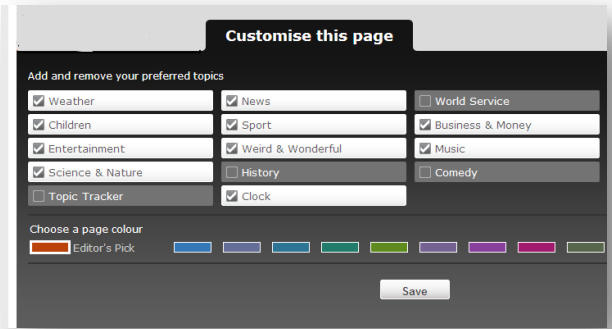 Customise this page
Add and remove your preferred topics
Weather News World Service
Children Sport Business & Money
Entertainment Weird & Wonderful Music
Science & Nature History Comedy
Topic Tracker Clock
Choose a page colour
Editor's Pick
Save